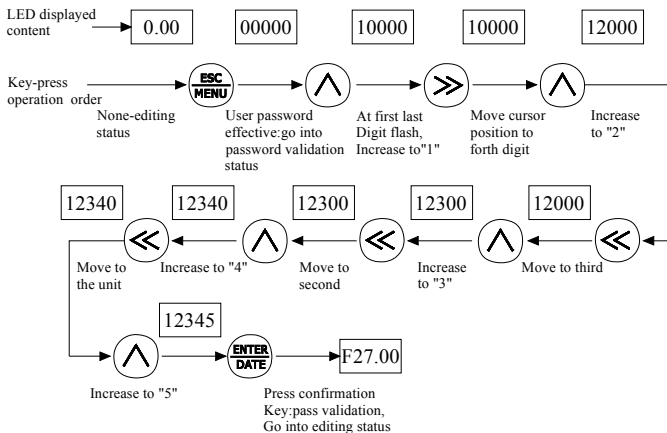 LED displayed
content
0.00
00000
10000
10000
12000
Key-press
operation order
ESC
MENU
None-editing
status
User password
effective:go into
password validation
status
At first last
Digit flash,
Increase to"1"
Move cursor
position to
forth digit
Increase
to "2"
12340
12340
12300
12300
12000
Move to
the unit
Increase to "4"
Move to
second
Increase
to "3"
Move to third
12345
ENTER
DATE
F27.00
Increase to "5"
Press confirmation
Key:pass validation,
Go into editing status